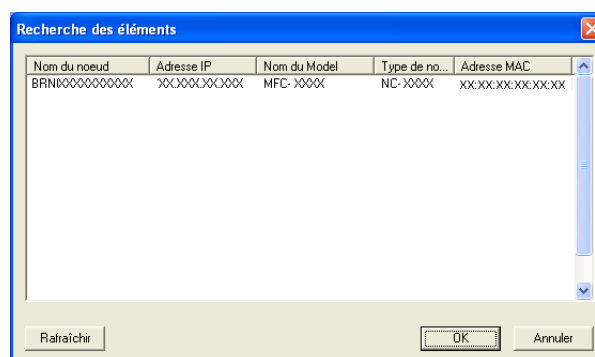 Recherche des éléments
Nom du noeud Adresse IP Nom du Model Type de no... Adresse MAC
BRNXXXXXXXXXX XX.XXX.XX.XXX MFC-XXXX NC-XXXX XX:XX:XX:XX:XX:XX
Rafraîchir OK Annuler